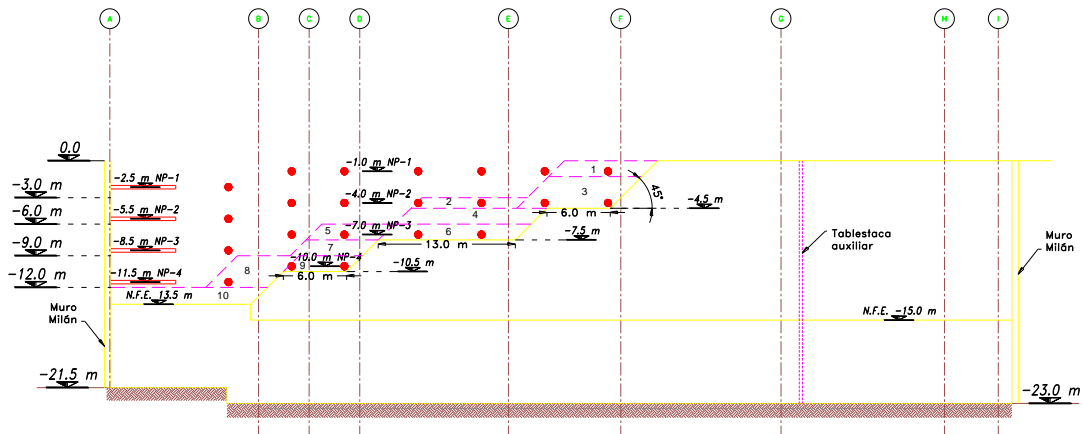 A B C D E F G H I
0.0
-1.0 m NP-1
1
-2.5 m NP-1
-3.0 m
3
45°
-4.0 m NP-2
2
-4.5 m
-5.5 m NP-2
4
6.0 m
-6.0 m
5
-7.0 m NP-3
6
-7.5 m
Tablestaca
auxiliar
Muro
Milán
-8.5 m NP-3
7
13.0 m
-9.0 m
8
9
-10.0 m NP-4
-10.5 m
-11.5 m NP-4
6.0 m
-12.0 m
10
N.F.E. 13.5 m
Muro
Milán
N.F.E. -15.0 m
-21.5 m
-23.0 m